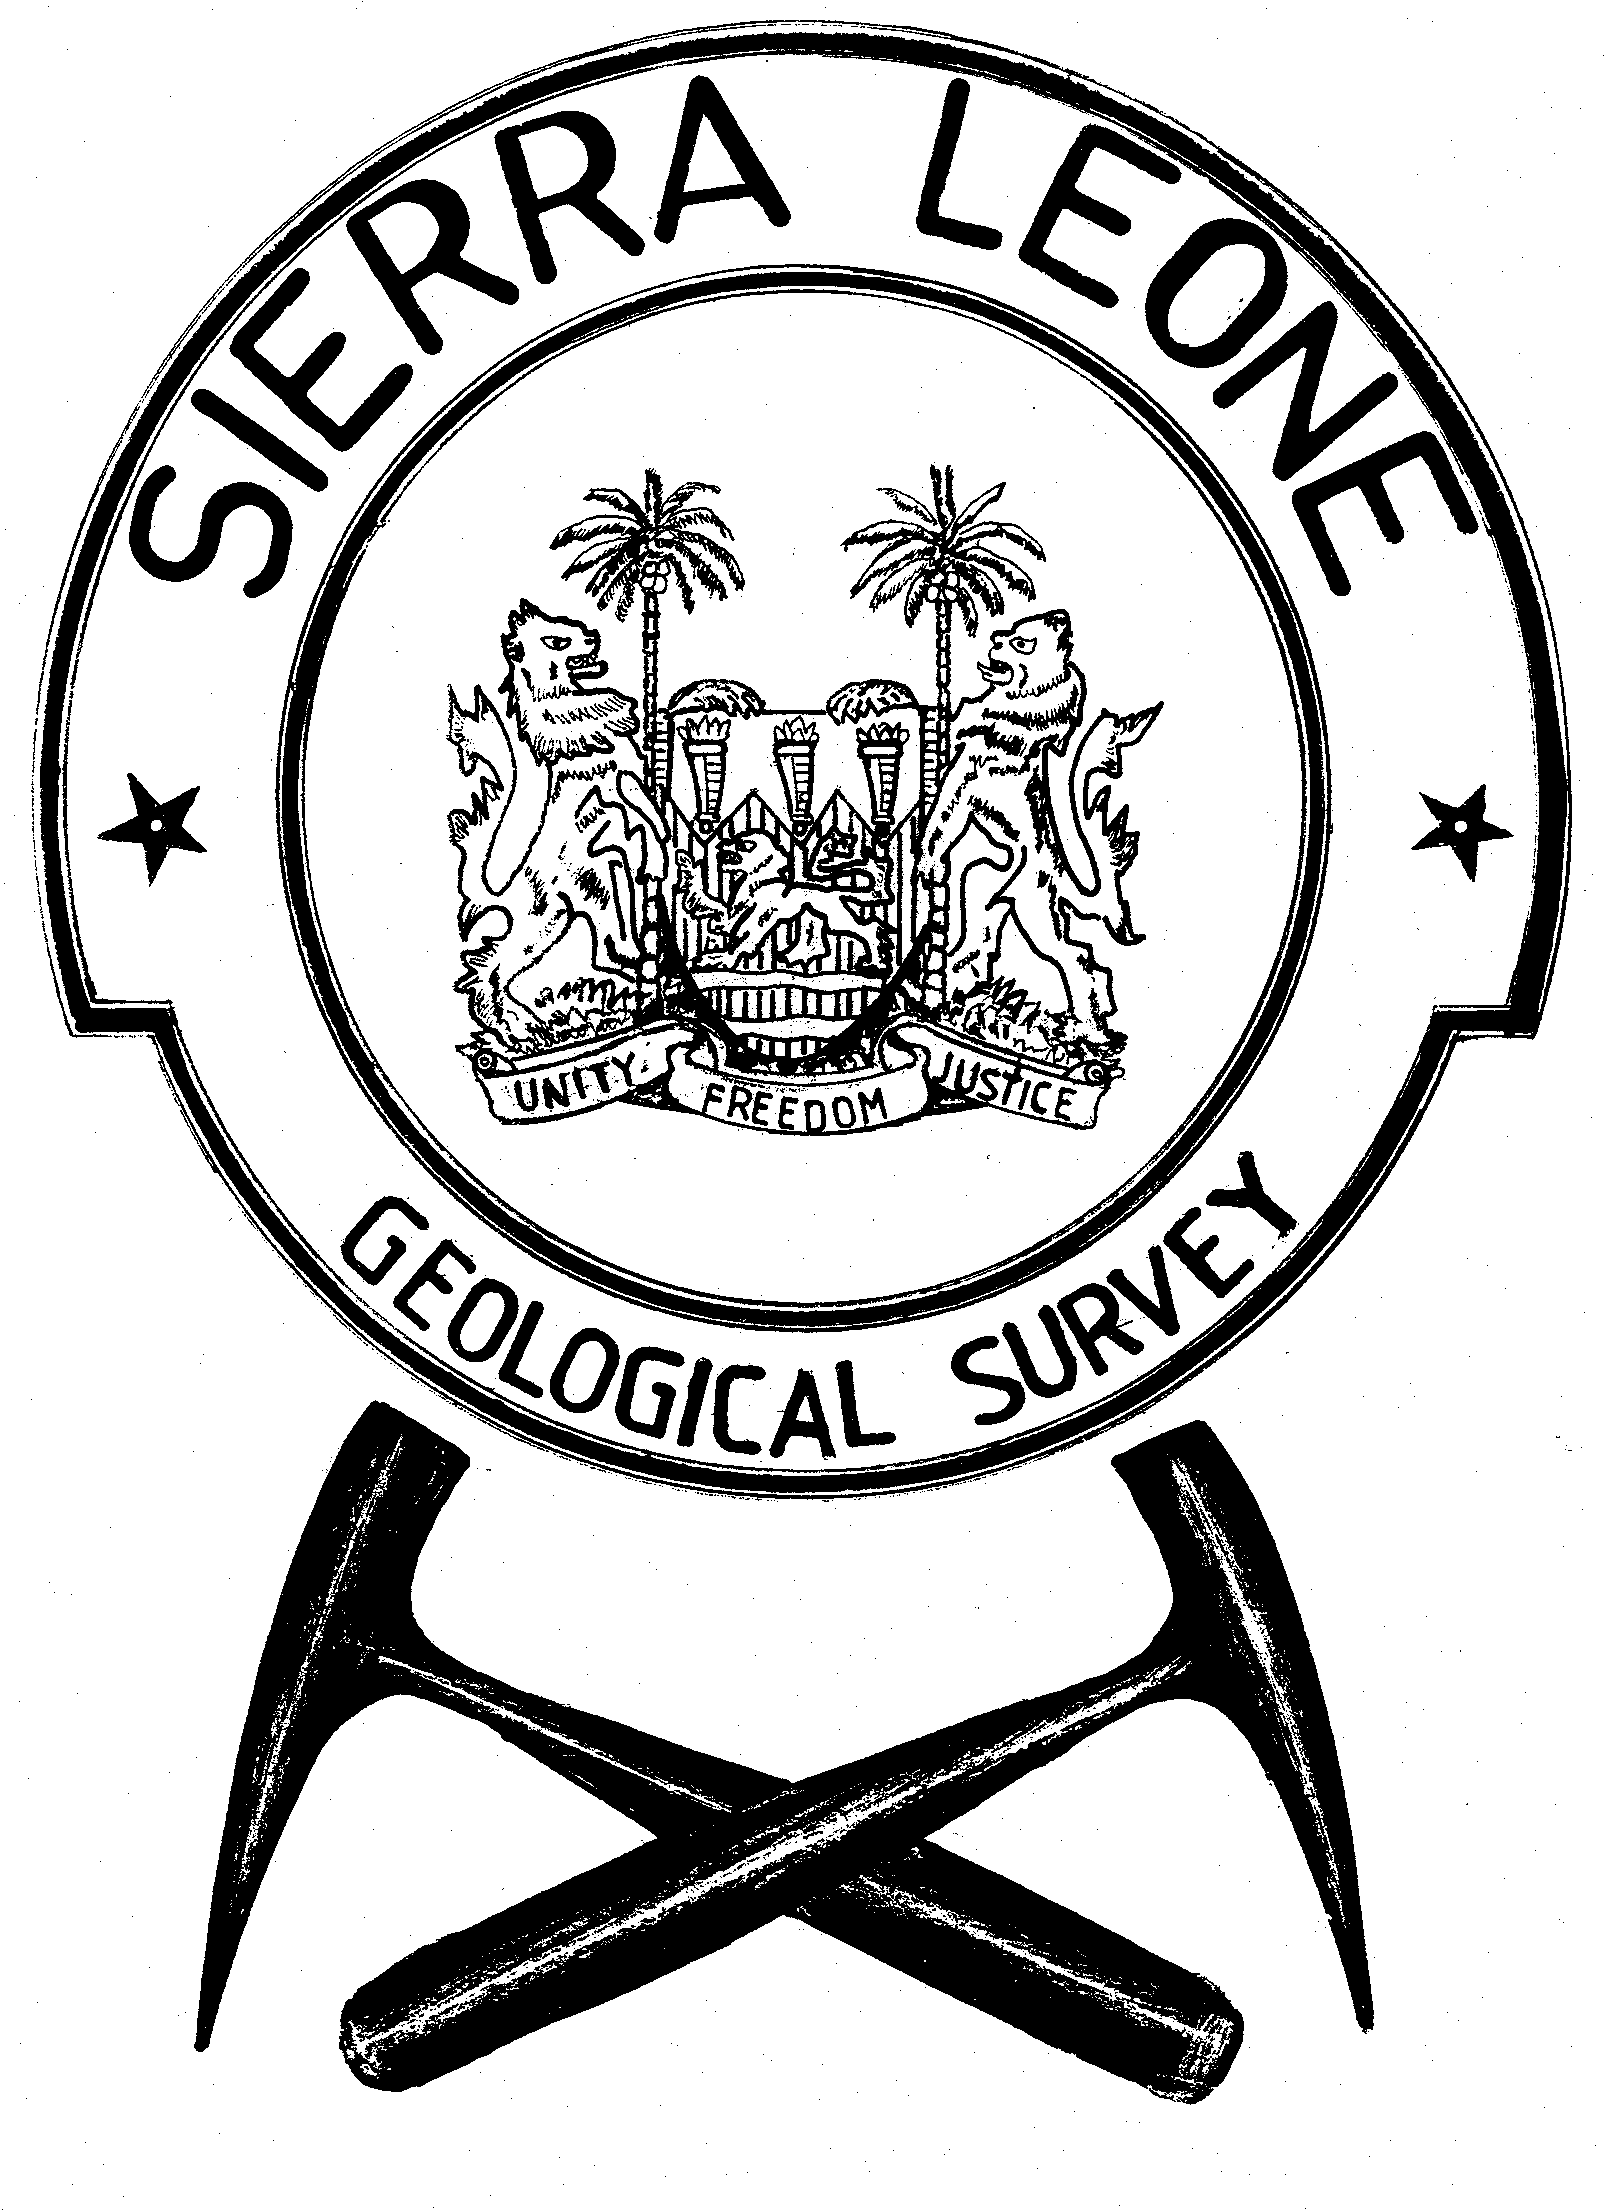 SIERRA LEONE
UNITY FREEDOM JUSTICE
GEOLOGICAL SURVEY